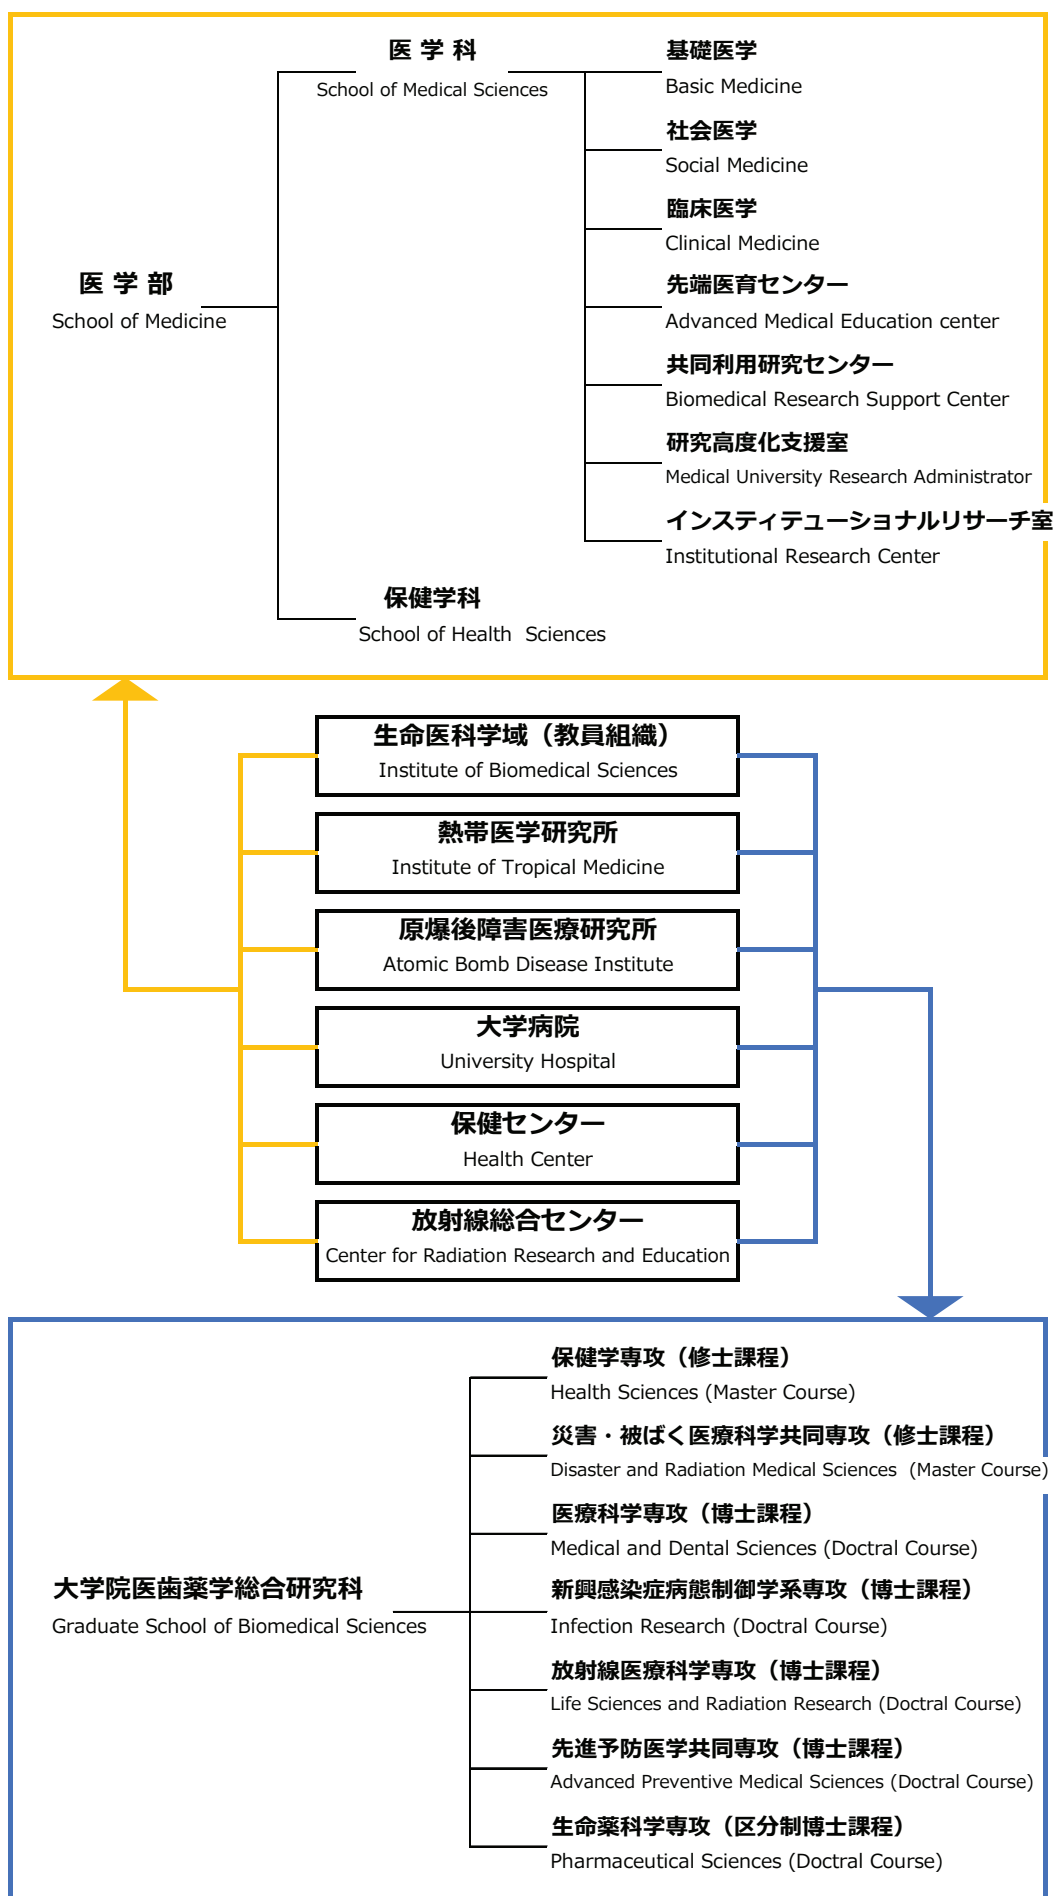 医 学 科
School of Medical Sciences
基礎医学
Basic Medicine
社会医学
Social Medicine
臨床医学
Clinical Medicine
医 学 部
School of Medicine
先端医育センター
Advanced Medical Education center
共同利用研究センター
Biomedical Research Support Center
研究高度化支援室
Medical University Research Administrator
インスティテューショナルリサーチ室
Institutional Research Center
保健学科
School of Health  Sciences
生命医科学域（教員組織）
Institute of Biomedical Sciences
熱帯医学研究所
Institute of Tropical Medicine
原爆後障害医療研究所
Atomic Bomb Disease Institute
大学病院
University Hospital
保健センター
Health Center
放射線総合センター
Center for Radiation Research and Education
保健学専攻（修士課程）
Health Sciences (Master Course)
災害・被ばく医療科学共同専攻（修士課程）
Disaster and Radiation Medical Sciences  (Master Course)
医療科学専攻（博士課程）
Medical and Dental Sciences (Doctral Course)
大学院医歯薬学総合研究科
Graduate School of Biomedical Sciences
新興感染症病態制御学系専攻（博士課程）
Infection Research (Doctral Course)
放射線医療科学専攻（博士課程）
Life Sciences and Radiation Research (Doctral Course)
先進予防医学共同専攻（博士課程）
Advanced Preventive Medical Sciences (Doctral Course)
生命薬科学専攻（区分制博士課程）
Pharmaceutical Sciences (Doctral Course)